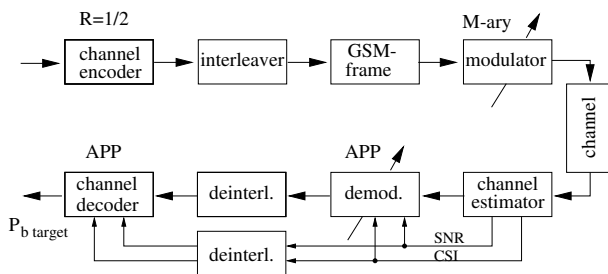 R=1/2
M-ary
channel
encoder
interleaver
GSM-
frame
modulator
channel
APP
APP
channel
decoder
deinterl.
demod.
channel
estimator
P_b target
deinterl.
SNR
CSI